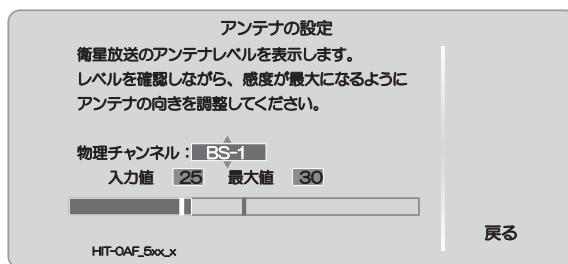 アンテナの設定
衛星放送のアンテナレベルを表示します。
レベルを確認しながら、感度が最大になるように
アンテナの向きを調整してください。
物理チャンネル： BS-1
入力値 25 最大値 30
戻る
HIT-OAF_5xx_x